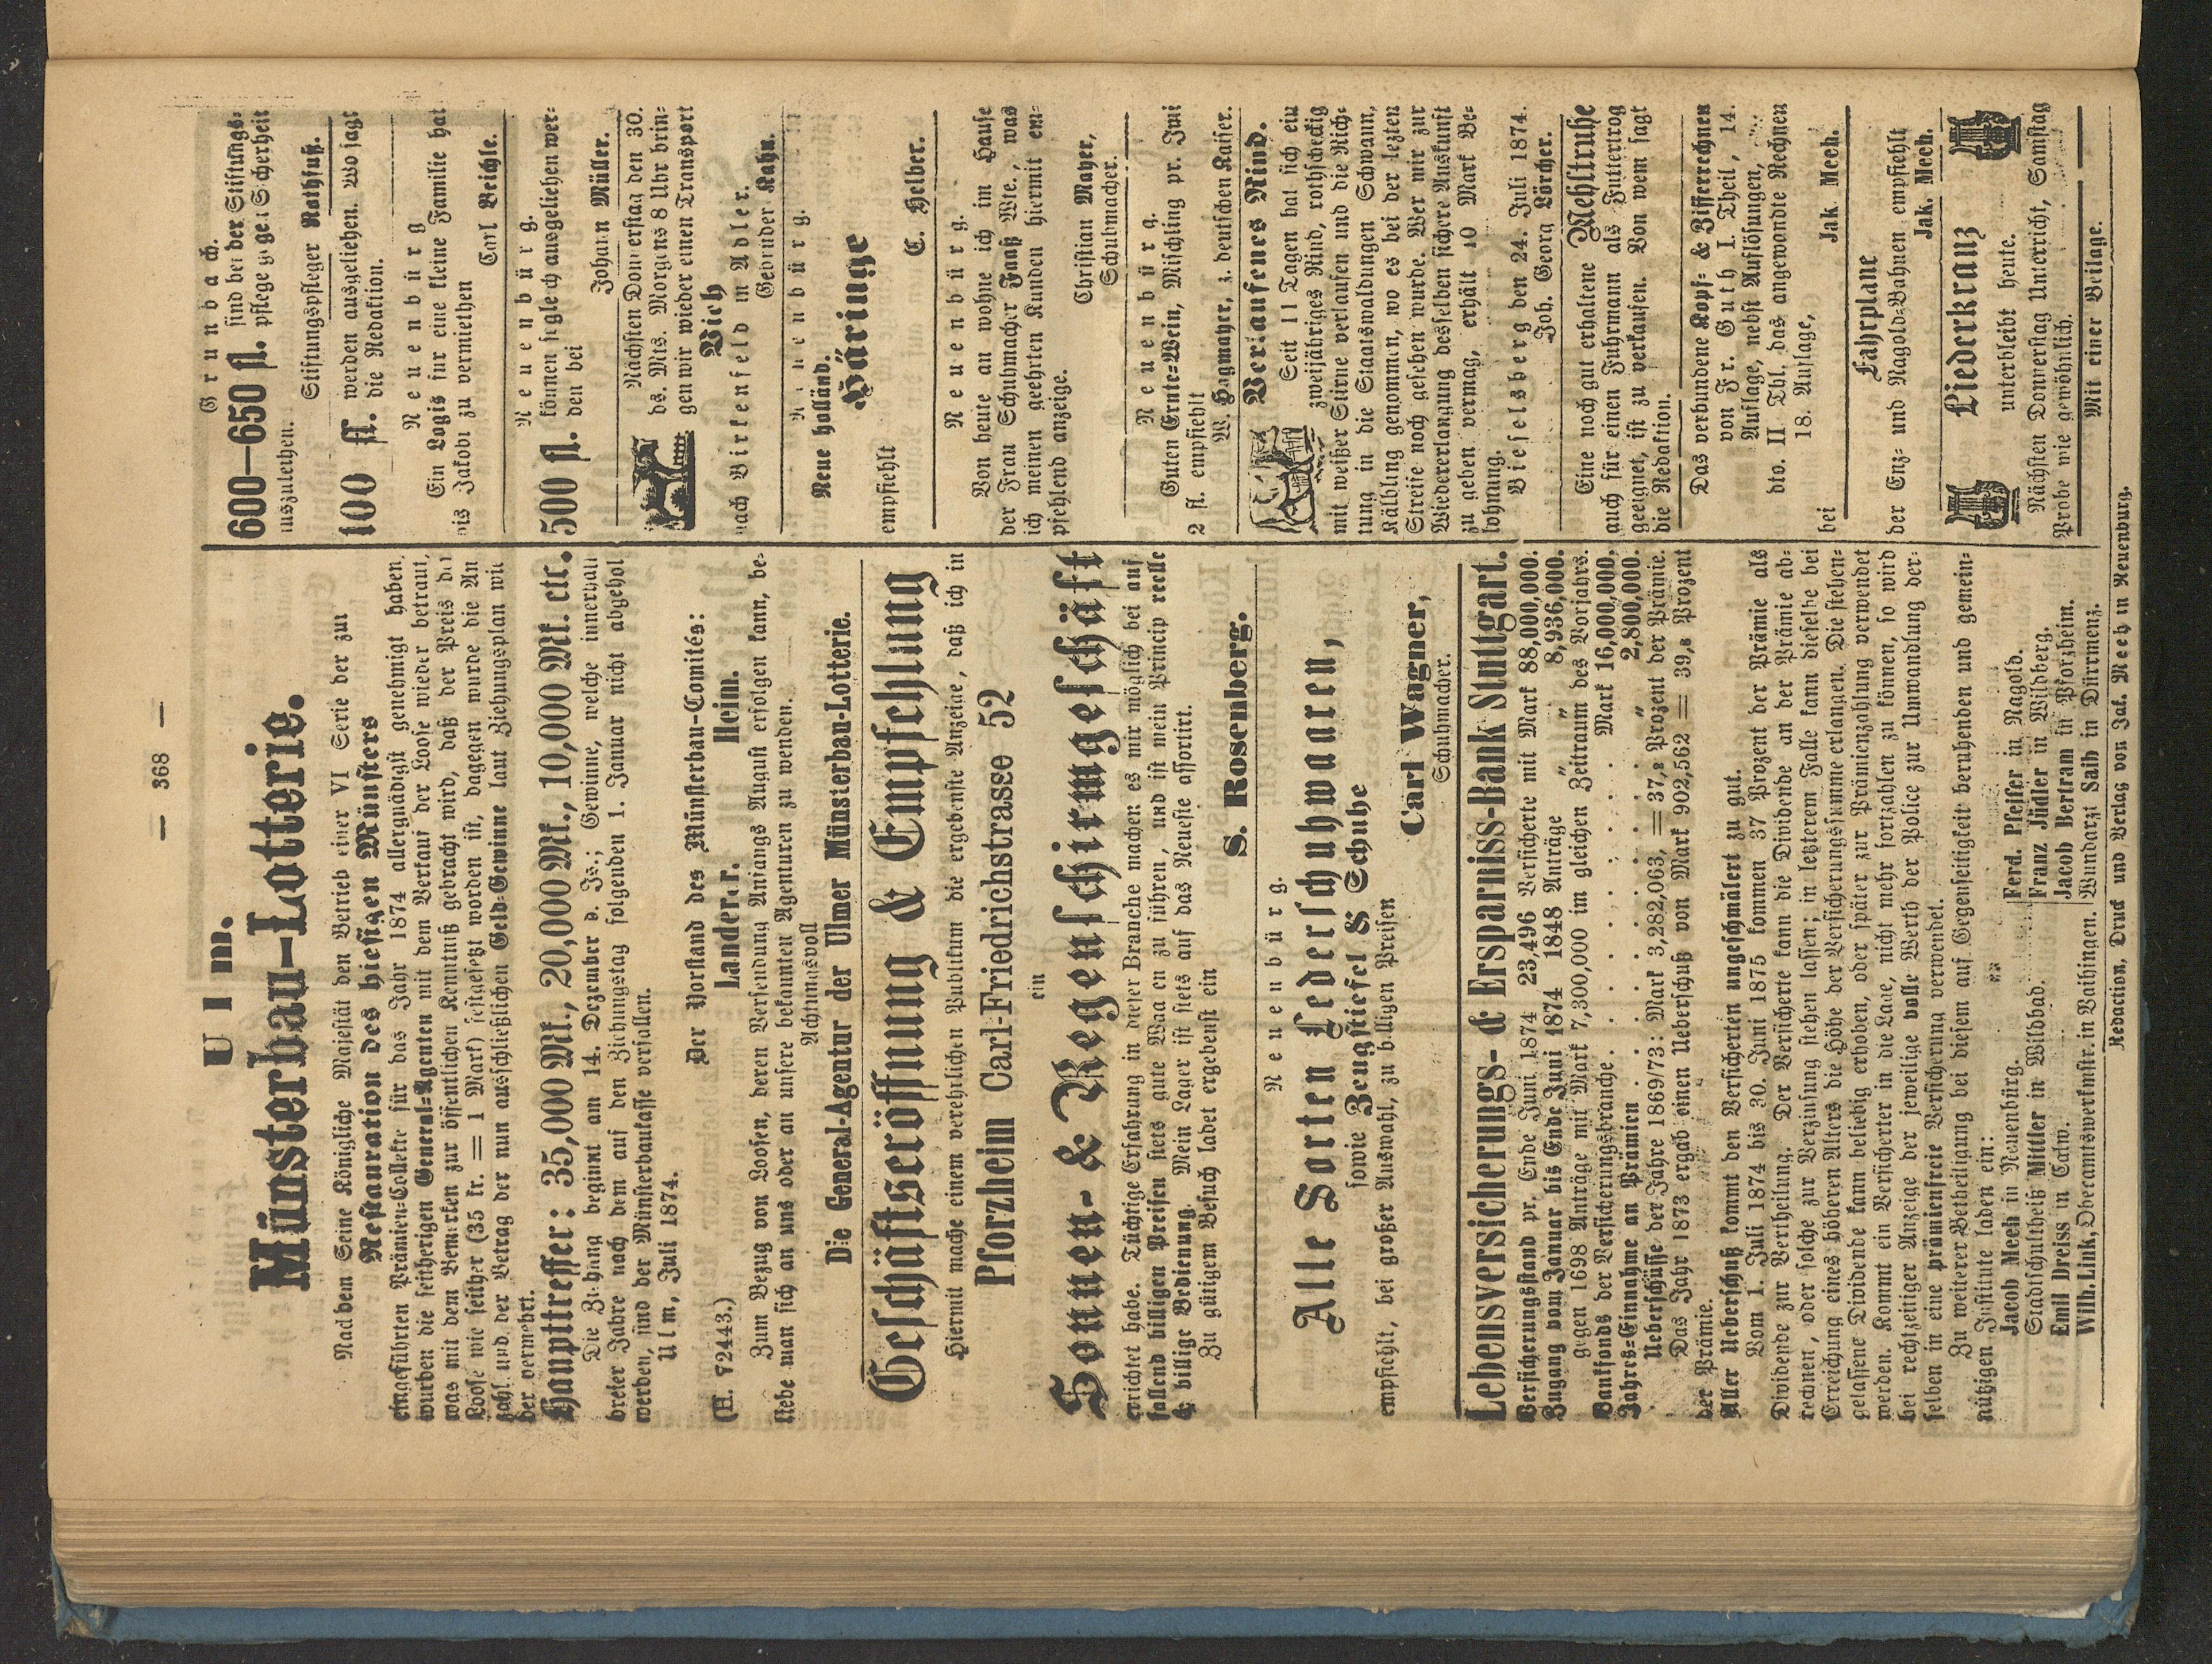 — 368 —
Ulm.
Münsterbau-Lotterie.
Nachdem Seine Königliche Majestät den Betrieb einer VI Serie der zur
Restauration des hiesigen Münsters
eingeführten Prämien-Collekte für das Jahr 1874 allergnädigst genehmigt haben,
wurden die seitherigen General-Agenten mit dem Verkauf der Loose wieder betraut,
was mit dem Bemerken zur öffentlichen Kenntniß gebracht wird, daß der Preis der
Loose wie seither (35 kr. = 1 Mark) festgesetzt worden ist, dagegen wurde die An
zahl und der Betrag der nun ausschließlichen Geld-Gewinne laut Ziehungsplan wie
der vermehrt.
Haupttreffer: 35,000 Mk., 20,000 Mk., 10,000 Mk. etc.
Die Ziehung beginnt am 14. Dezember d. Js.; Gewinne, welche innerhalb
dreier Jahre nach dem auf den Ziehungstag folgenden 1. Januar nicht abgehol
werden, sind der Münsterbaukasse verfallen.
Ulm, Juli 1874.
Der Vorstand des Münsterbau-Comités:
(H. 72443.) Landerer. Heim.
Zum Bezug von Loosen, deren Versendung Anfangs August erfolgen kann, be-
liebe man sich an uns oder an unsere bekannten Agenturen zu wenden.
Achtungsvoll
Die General-Agentur der Ulmer Münsterbau-Lotterie.
Geschäftseröffnung & Empfehlung
Hiermit mache einem verehrlichen Publikum die ergebenste Anzeige, daß ich in
Pforzheim Carl-Friedrichstrasse 52
ein
Sonnen- & Regenschirmgeschäft
errichtet habe. Tüchtige Erfahrung in dieser Branche machen es mir möglich bei auf
fallend billigen Preisen stets gute Waaren zu führen, und ist mein Princip reelle
& billige Bedienung. Mein Lager ist stets auf das Neueste assortirt.
Zu gütigem Besuch ladet ergebenst ein
S. Rosenberg.
Neuenbürg.
Alle Sorten Lederschuhwaaren,
sowie Zeugstiefel & Schuhe
empfiehlt, bei großer Auswahl, zu billigen Preisen
Carl Wagner,
Schuhmacher.
Lebensversicherungs- & Ersparniss-Bank Stuttgart.
Versicherungsstand pr. Ende Juni 1874 23,496 Versicherte mit Mark 88,000,000.
Zugang vom Januar bis Ende Juni 1874 1848 Anträge " " 8,936,000.
gegen 1698 Anträge mit Mark 7,300,000 im gleichen Zeitraum des Vorjahrs.
Bankfonds der Versicherungsbranche . . . . . . . Mark 16,000,000.
Jahres-Einnahme an Prämien . . . . . . . " 2,800,000.
Ueberschüsse der Jahre 1869/73: Mark 3,282,063, = 37,8 Prozent der Prämie.
Das Jahr 1873 ergab einen Ueberschuß von Mark 902,562 = 39,8 Prozent
der Prämie.
Aller Ueberschuß kommt den Versicherten ungeschmälert zu gut.
Vom 1. Juli 1874 bis 30. Juni 1875 kommen 37 Prozent der Prämie als
Dividende zur Vertheilung. Der Versicherte kann die Dividende an der Prämie ab-
rechnen, oder solche zur Verzinsung stehen lassen; in letzterem Falle kann dieselbe bei
Erreichung eines höheren Alters die Höhe der Versicherungssumme erlangen. Die stehen-
gelassene Dividende kann beliebig erhoben, oder später zur Prämienzahlung verwendet
werden. Kommt ein Versicherter in die Lage, nicht mehr fortzahlen zu können, so wird
bei rechtzeitiger Anzeige der jeweilige volle Werth der Police zur Umwandlung der-
selben in eine prämienfreie Versicherung verwendet.
Zu weiterer Betheiligung bei diesem auf Gegenseitigkeit beruhenden und gemein-
nützigen Institute laden ein:
Jacob Meeh in Neuenbürg.
Stadtschultheiß Mittler in Wildbad.
Emil Dreiss in Calw.
Wilh. Link, Oberamtswerkmstr. in Vaihingen.
Ferd. Pfeifer in Nagold.
Franz Jüdler in Wildberg.
Jacob Bertram in Pforzheim.
Wundarzt Salb in Dürrmenz.
Grunbach.
600—650 fl. sind bei der Stiftungs-
pflege gegen Sicherheit
auszuleihen.
Stiftungspfleger Rothfuß.
100 fl. werden ausgeliehen. Wo sagt
die Redaktion.
Neuenbürg
Ein Logis für eine kleine Familie hat
bis Jakobi zu vermiethen
Carl Beichle.
Neuenbürg.
500 fl. können sogleich ausgeliehen wer-
den bei
Johann Müller.
Nächsten Donnerstag den 30.
ds. Mts. Morgens 8 Uhr brin-
gen wir wieder einen Transport
Vieh
nach Birkenfeld in Adler.
Gebrüder Kahn.
Neuenbürg.
Neue holländ.
Häringe
empfiehlt
C. Helber.
Neuenbürg.
Von heute an wohne ich im Hause
der Frau Schuhmacher Finaß Wte., was
ich meinen geehrten Kunden hiermit em-
pfehlend anzeige.
Christian Mayer,
Schuhmacher.
Neuenbürg.
Guten Ernte-Wein, Mischling pr. Imi
2 fl. empfiehlt
W. Hagmayer, z. deutschen Kaiser.
Verlaufenes Rind.
Seit 11 Tagen hat sich ein
zweijähriges Rind, rothscheckig
mit weißer Stirne verlaufen und die Rich-
tung in die Staatswaldungen Schwann,
Kälbling genommen, wo es bei der lezten
Streife noch gesehen wurde. Wer mir zur
Wiedererlangung desselben sichere Auskunft
zu geben vermag, erhält 10 Mark Be-
lohnung.
Bieselsberg den 24. Juli 1874.
Joh. Georg Lörcher.
Eine noch gut erhaltene Mehltruhe
auch für einen Fuhrmann als Futtertrog
geeignet, ist zu verkaufen. Von wem sagt
die Redaktion.
Das verbundene Kopf- & Zifferrechnen
von Fr. Guth I. Theil, 14.
Auflage, nebst Auflösungen,
dto. II Thl. das angewandte Rechnen
18. Auflage,
bei Jak. Meeh.
Fahrplane
der Enz- und Nagold-Bahnen empfiehlt
Jak. Meeh.
Liederkranz
unterbleibt heute.
Nächsten Donnerstag Unterricht, Samstag
Probe wie gewöhnlich.
Mit einer Beilage.
Redaction, Druck und Verlag von Jak. Meeh in Neuenburg.